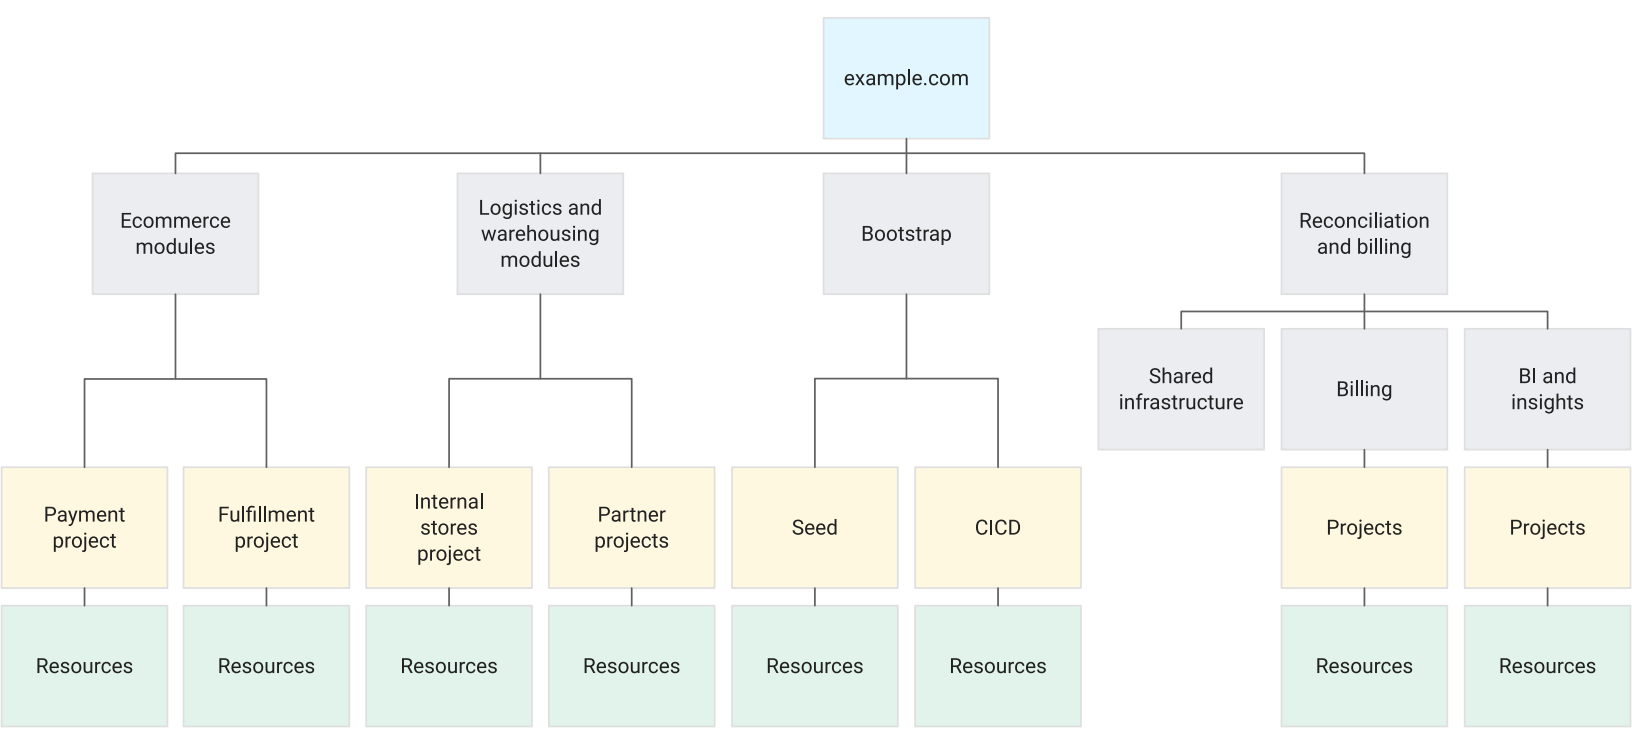 example.com
Ecommerce
modules
Logistics and
warehousing
modules
Bootstrap
Reconciliation
and billing
Shared
infrastructure
Billing
BI and
insights
Payment
project
Fulfillment
project
Internal
stores
project
Partner
projects
Seed
CICD
Projects
Projects
Resources
Resources
Resources
Resources
Resources
Resources
Resources
Resources